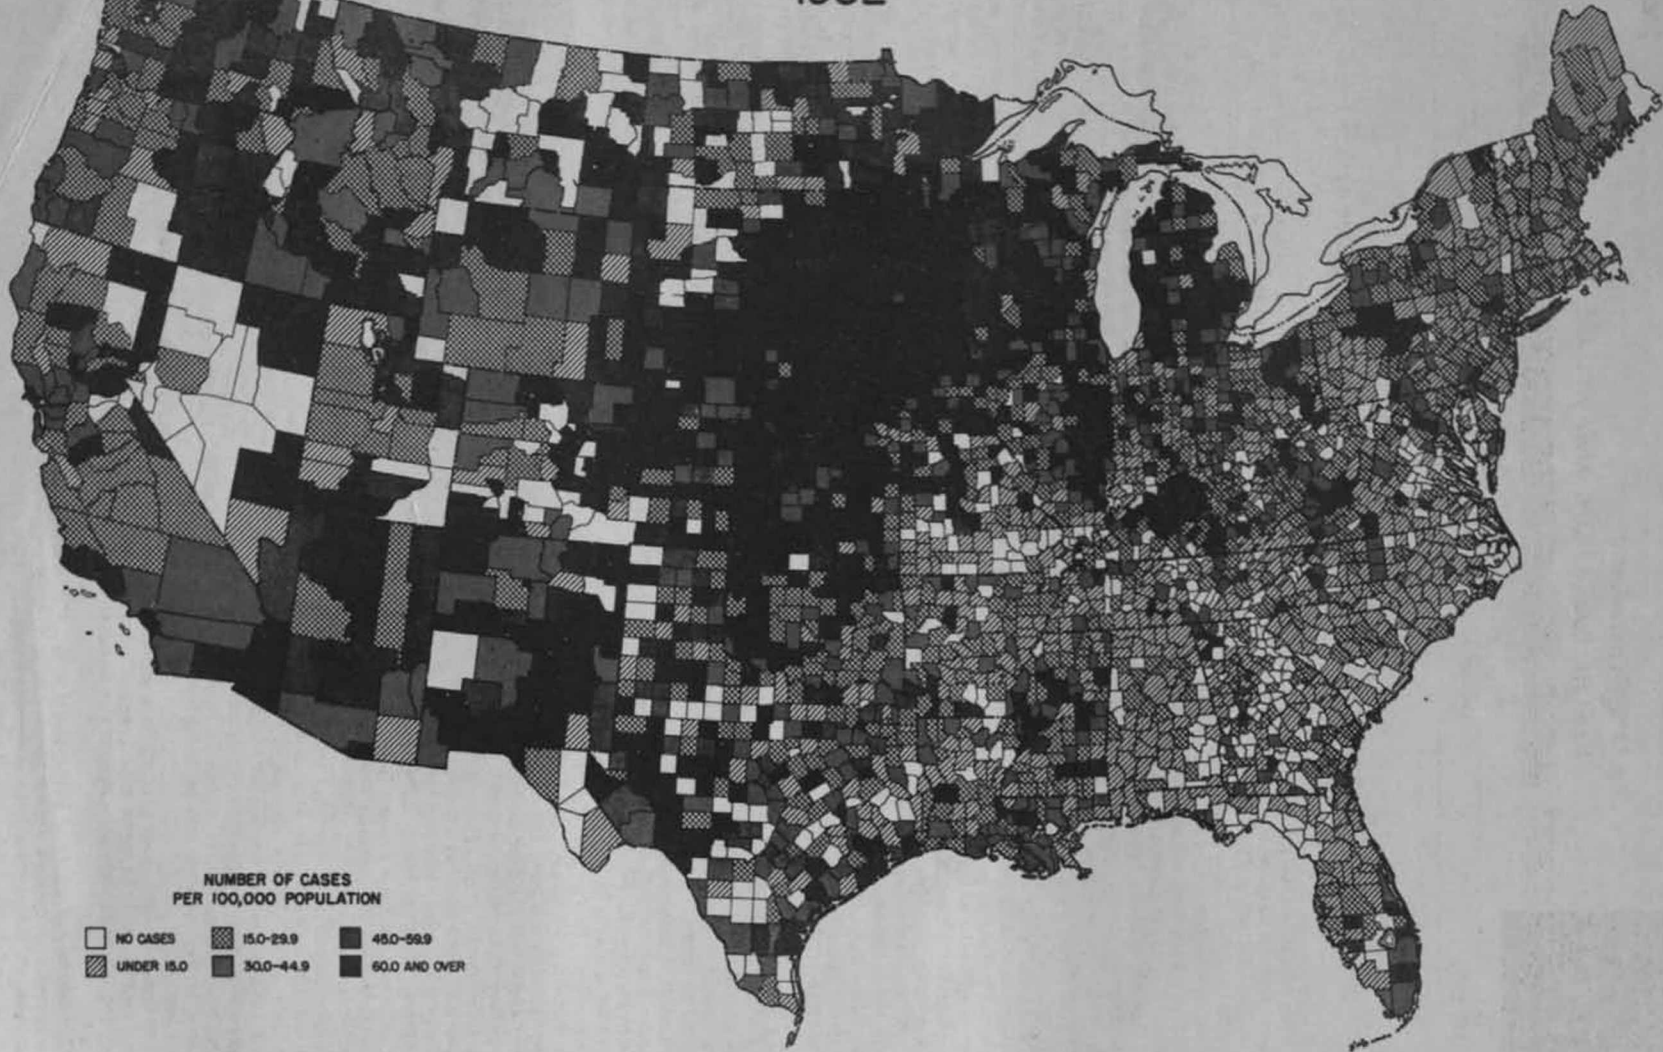 NUMBER OF CASES
PER 100,000 POPULATION
NO CASES
15.0-29.9
45.0-59.9
UNDER 15.0
30.0-44.9
60.0 AND OVER